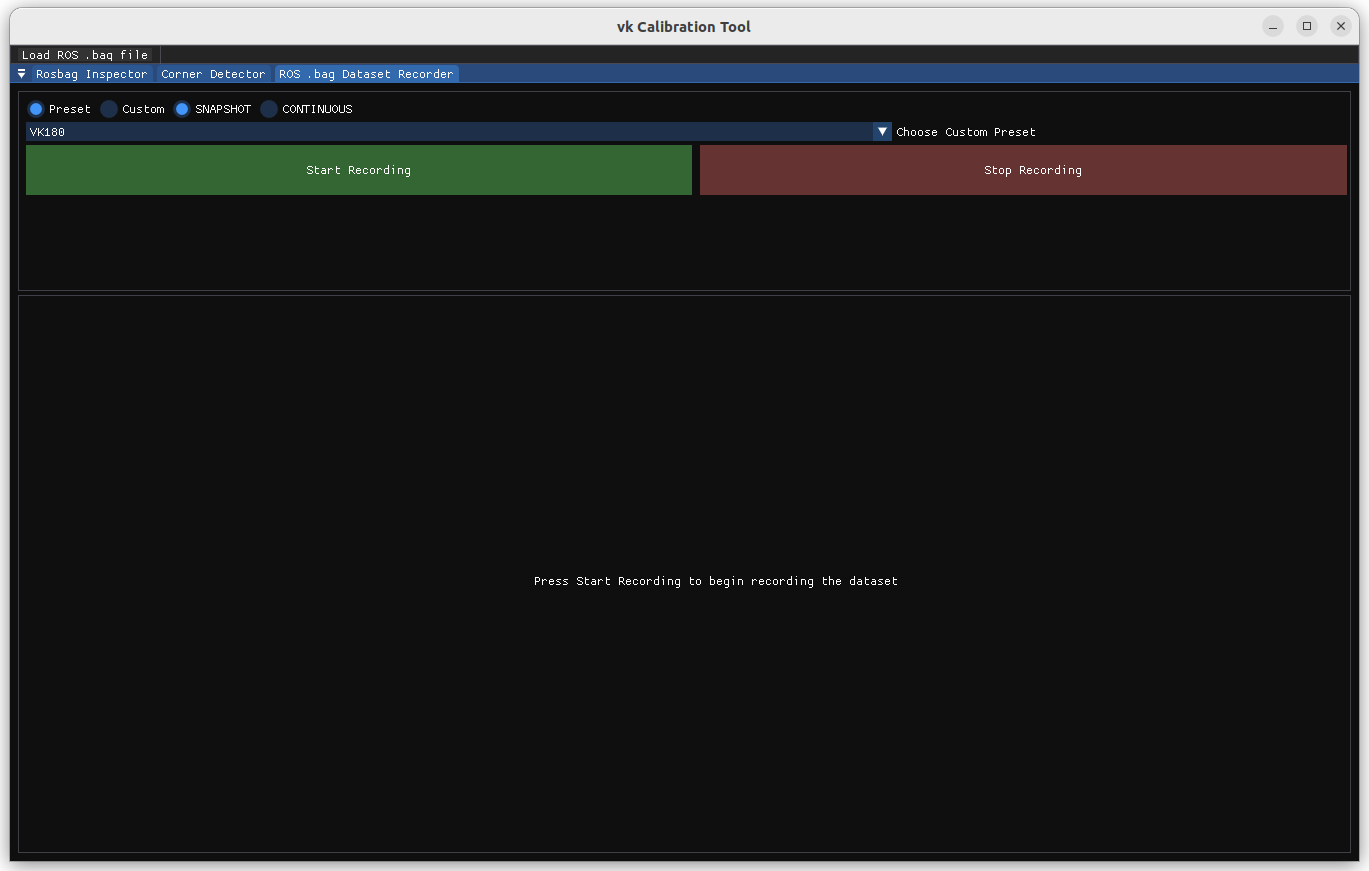 vk Calibration Tool
Load ROS .bag file
Rosbag Inspector Corner Detector ROS .bag Dataset Recorder
Preset Custom SNAPSHOT CONTINUOUS
VK180 Choose Custom Preset
Start Recording Stop Recording
Press Start Recording to begin recording the dataset